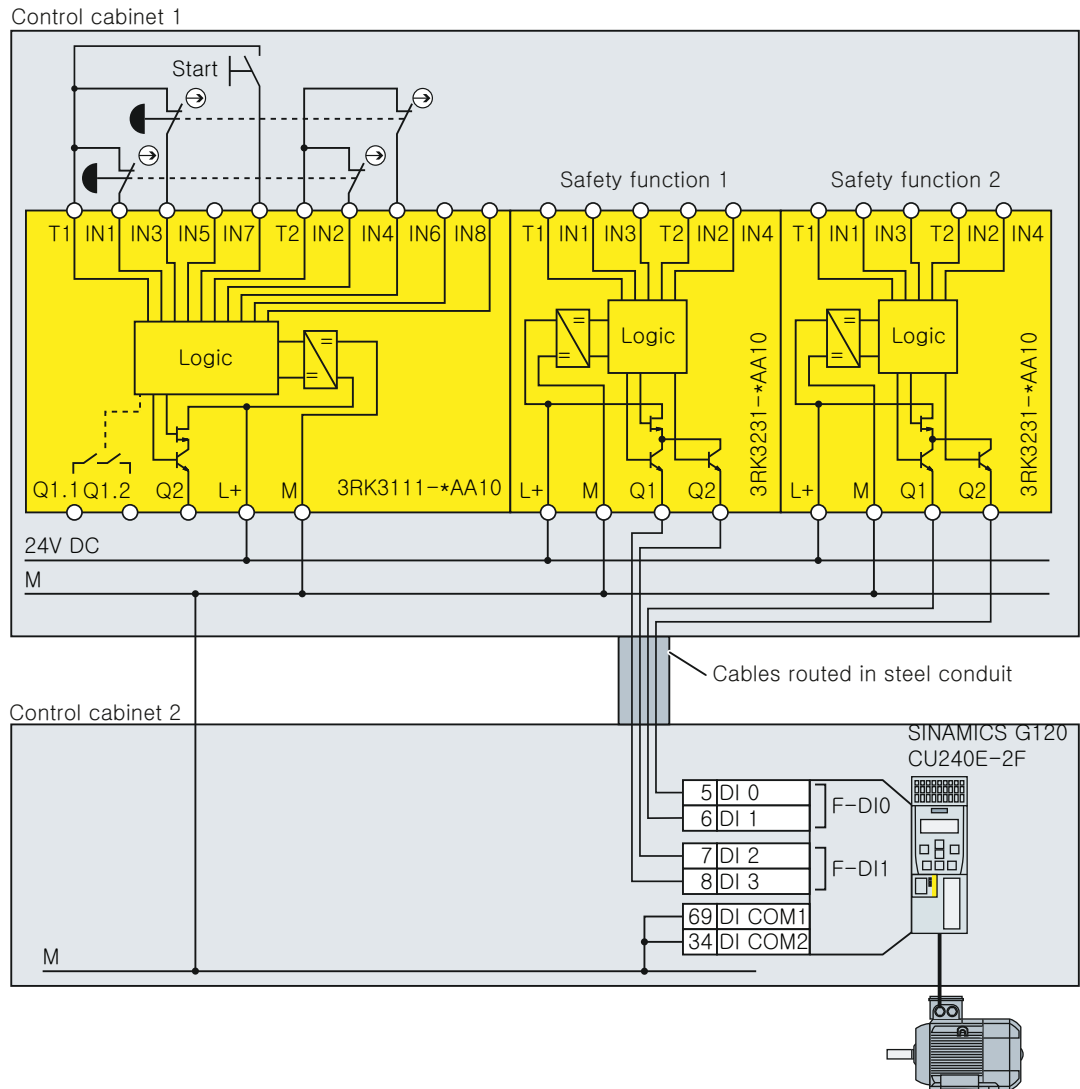 Control cabinet 1
Start
Safety function 1
Safety function 2
T1 IN1 IN3 IN5 IN7 T2 IN2 IN4 IN6 IN8
T1 IN1 IN3 T2 IN2 IN4
T1 IN1 IN3 T2 IN2 IN4
Logic
=
=
=
=
Logic
=
=
Logic
3RK3231-*AA10
3RK3231-*AA10
Q1.1 Q1.2 Q2 L+ M 3RK3111-*AA10
L+ M Q1 Q2
L+ M Q1 Q2
24V DC
M
Cables routed in steel conduit
Control cabinet 2
SINAMICS G120
CU240E-2F
5 DI 0
6 DI 1
F-DI0
7 DI 2
8 DI 3
F-DI1
69 DI COM1
34 DI COM2
M